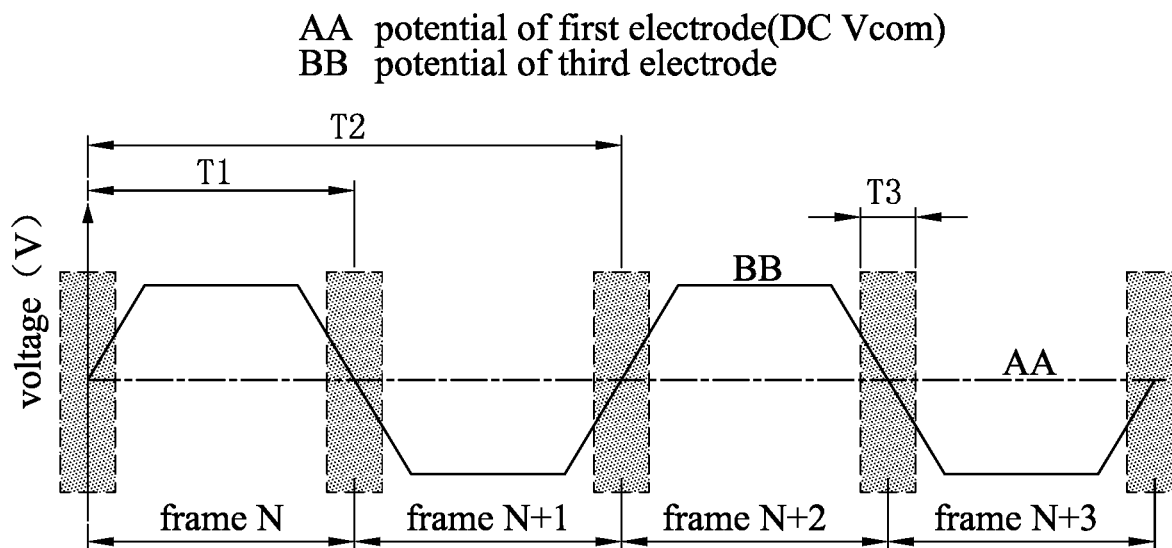 AA potential of first electrode(DC Vcom)
BB potential of third electrode
T2
T1
T3
voltage (V)
BB
AA
frame N
frame N+1
frame N+2
frame N+3